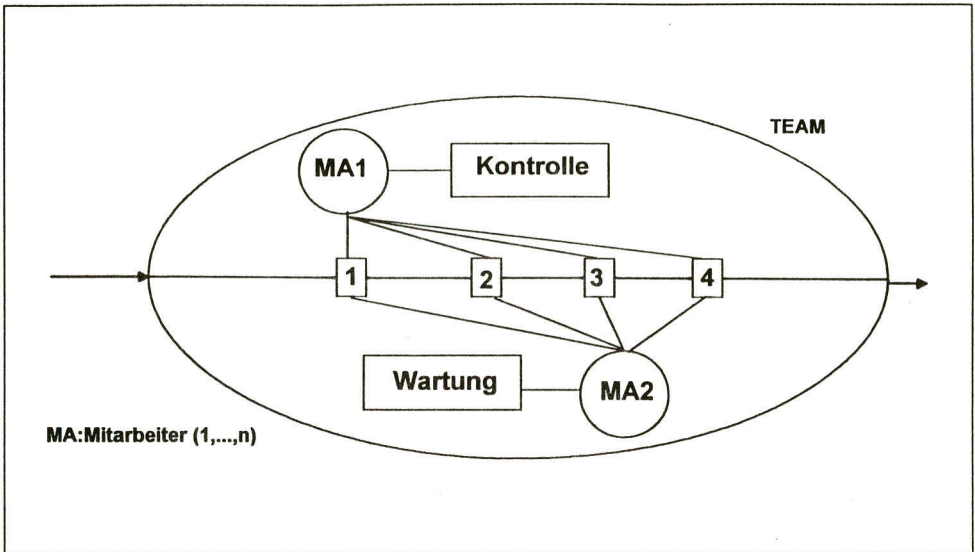 TEAM
MA1
Kontrolle
1
2
3
4
Wartung
MA2
MA:Mitarbeiter (1,...,n)